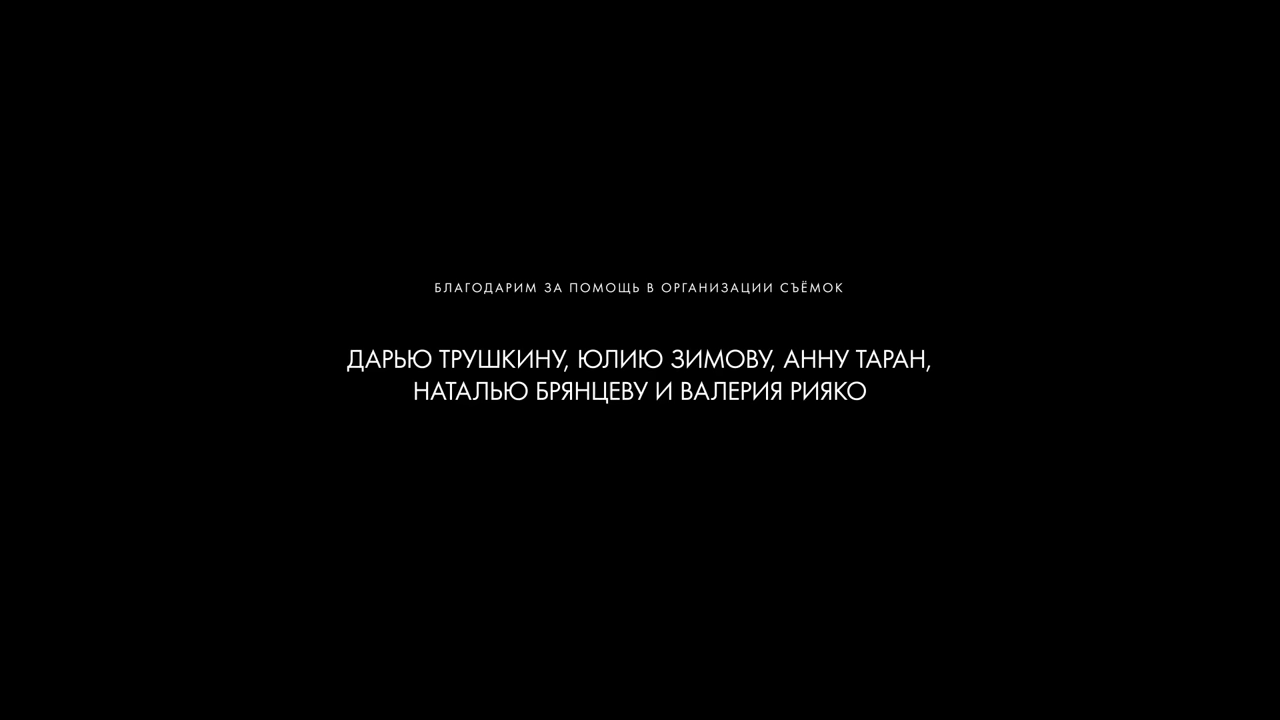 БЛАГОДАРИМ ЗА ПОМОЩЬ В ОРГАНИЗАЦИИ СЪЁМОК
ДАРЬЮ ТРУШКИНУ, ЮЛИЮ ЗИМОВУ, АННУ ТАРАН,
НАТАЛЬЮ БРЯНЦЕВУ И ВАЛЕРИЯ РИЯКО